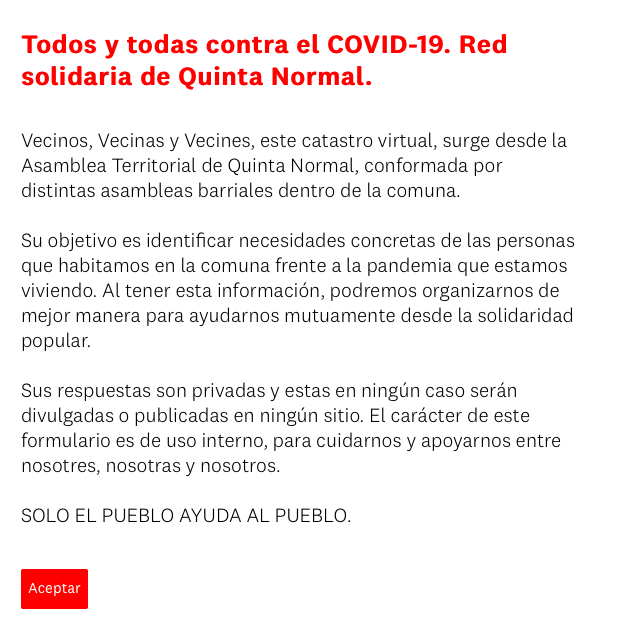 Todos y todas contra el COVID-19. Red
solidaria de Quinta Normal.
Vecinos, Vecinas y Vecines, este catastro virtual, surge desde la
Asamblea Territorial de Quinta Normal, conformada por
distintas asambleas barriales dentro de la comuna.
Su objetivo es identificar necesidades concretas de las personas
que habitamos en la comuna frente a la pandemia que estamos
viviendo. Al tener esta información, podremos organizarnos de
mejor manera para ayudarnos mutuamente desde la solidaridad
popular.
Sus respuestas son privadas y estas en ningún caso serán
divulgadas o publicadas en ningún sitio. El carácter de este
formulario es de uso interno, para cuidarnos y apoyarnos entre
nosotres, nosotras y nosotros.
SOLO EL PUEBLO AYUDA AL PUEBLO.
Aceptar